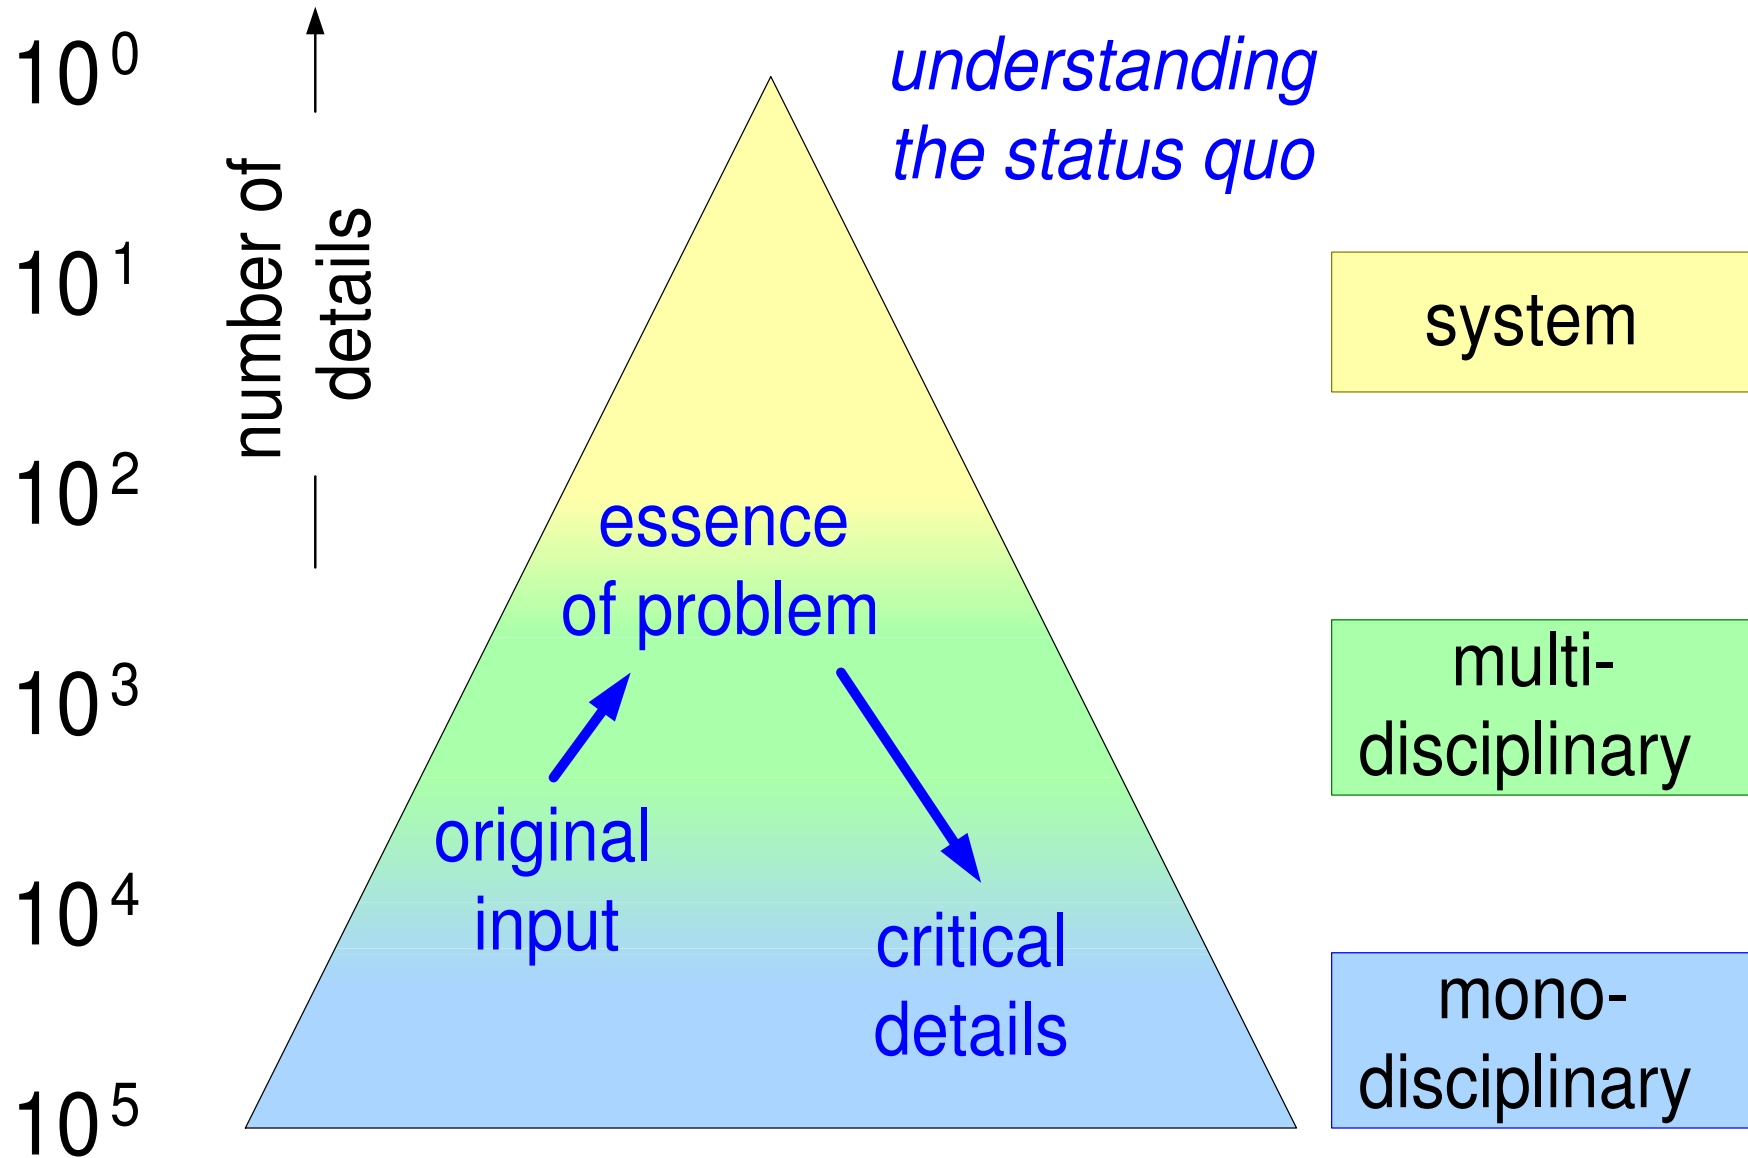 10^0
10^1
10^2
10^3
10^4
10^5
number of
details
understanding
the status quo
essence
of problem
original
input
critical
details
system
multi-
disciplinary
mono-
disciplinary